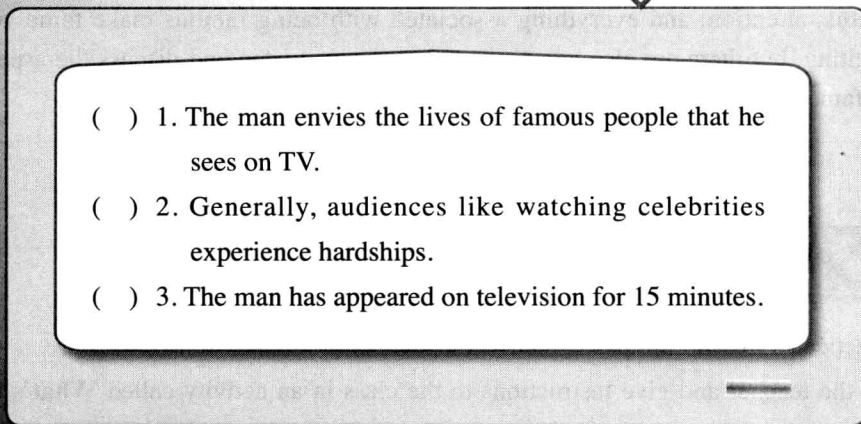 ( ) 1. The man envies the lives of famous people that he
sees on TV.
( ) 2. Generally, audiences like watching celebrities
experience hardships.
( ) 3. The man has appeared on television for 15 minutes.